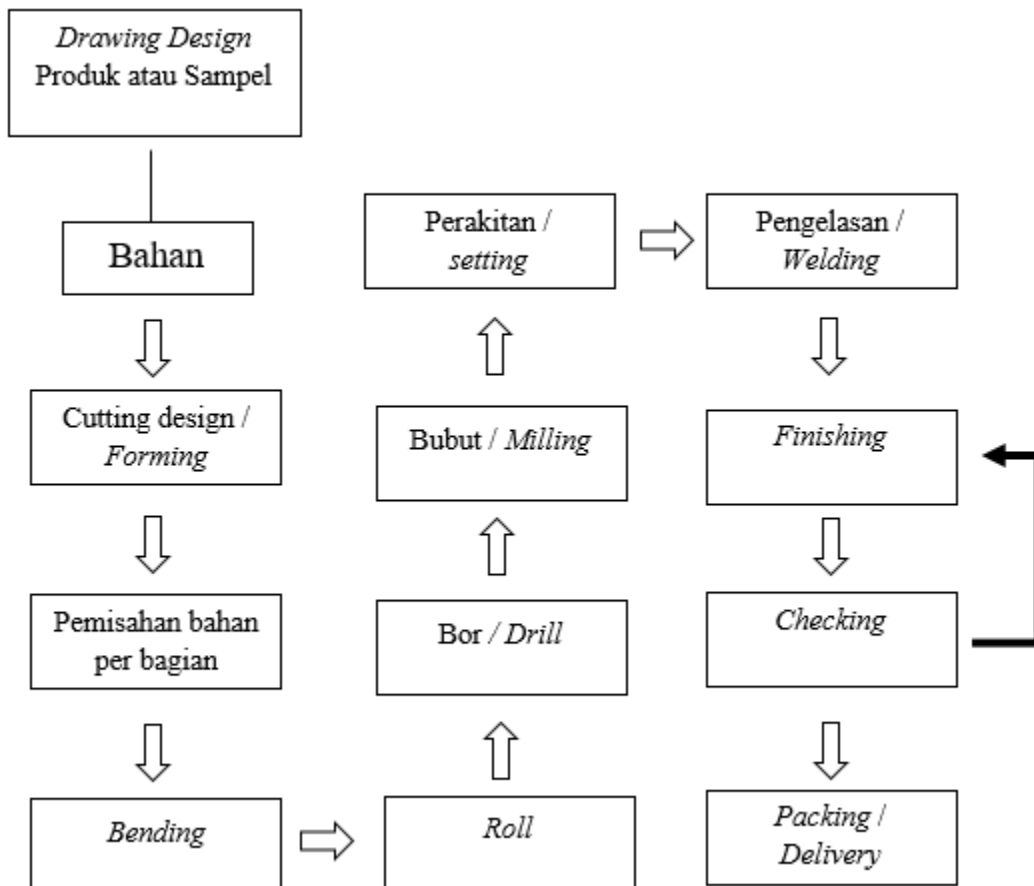 Drawing Design
Produk atau Sampel
Bahan
Cutting design /
Forming
Pemisahan bahan
per bagian
Bending
Roll
Bor / Drill
Bubut / Milling
Perakitan /
setting
Pengelasan /
Welding
Finishing
Checking
Packing /
Delivery